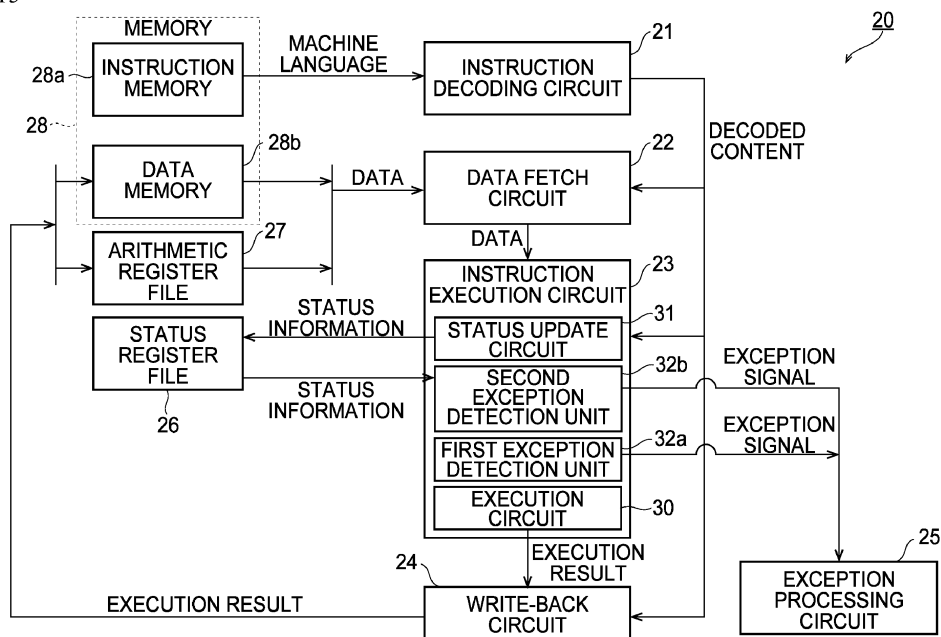 20
MEMORY
28a
INSTRUCTION
MEMORY
28
28b
DATA
MEMORY
27
ARITHMETIC
REGISTER
FILE
STATUS
REGISTER
FILE
26
MACHINE
LANGUAGE
21
INSTRUCTION
DECODING CIRCUIT
DECODED
CONTENT
DATA
22
DATA FETCH
CIRCUIT
DATA
23
INSTRUCTION
EXECUTION CIRCUIT
STATUS
INFORMATION
31
STATUS UPDATE
CIRCUIT
STATUS
INFORMATION
32b
SECOND
EXCEPTION
DETECTION UNIT
EXCEPTION
SIGNAL
32a
FIRST EXCEPTION
DETECTION UNIT
EXCEPTION
SIGNAL
EXECUTION
CIRCUIT
30
EXECUTION
RESULT
24
WRITE-BACK
CIRCUIT
EXECUTION RESULT
25
EXCEPTION
PROCESSING
CIRCUIT